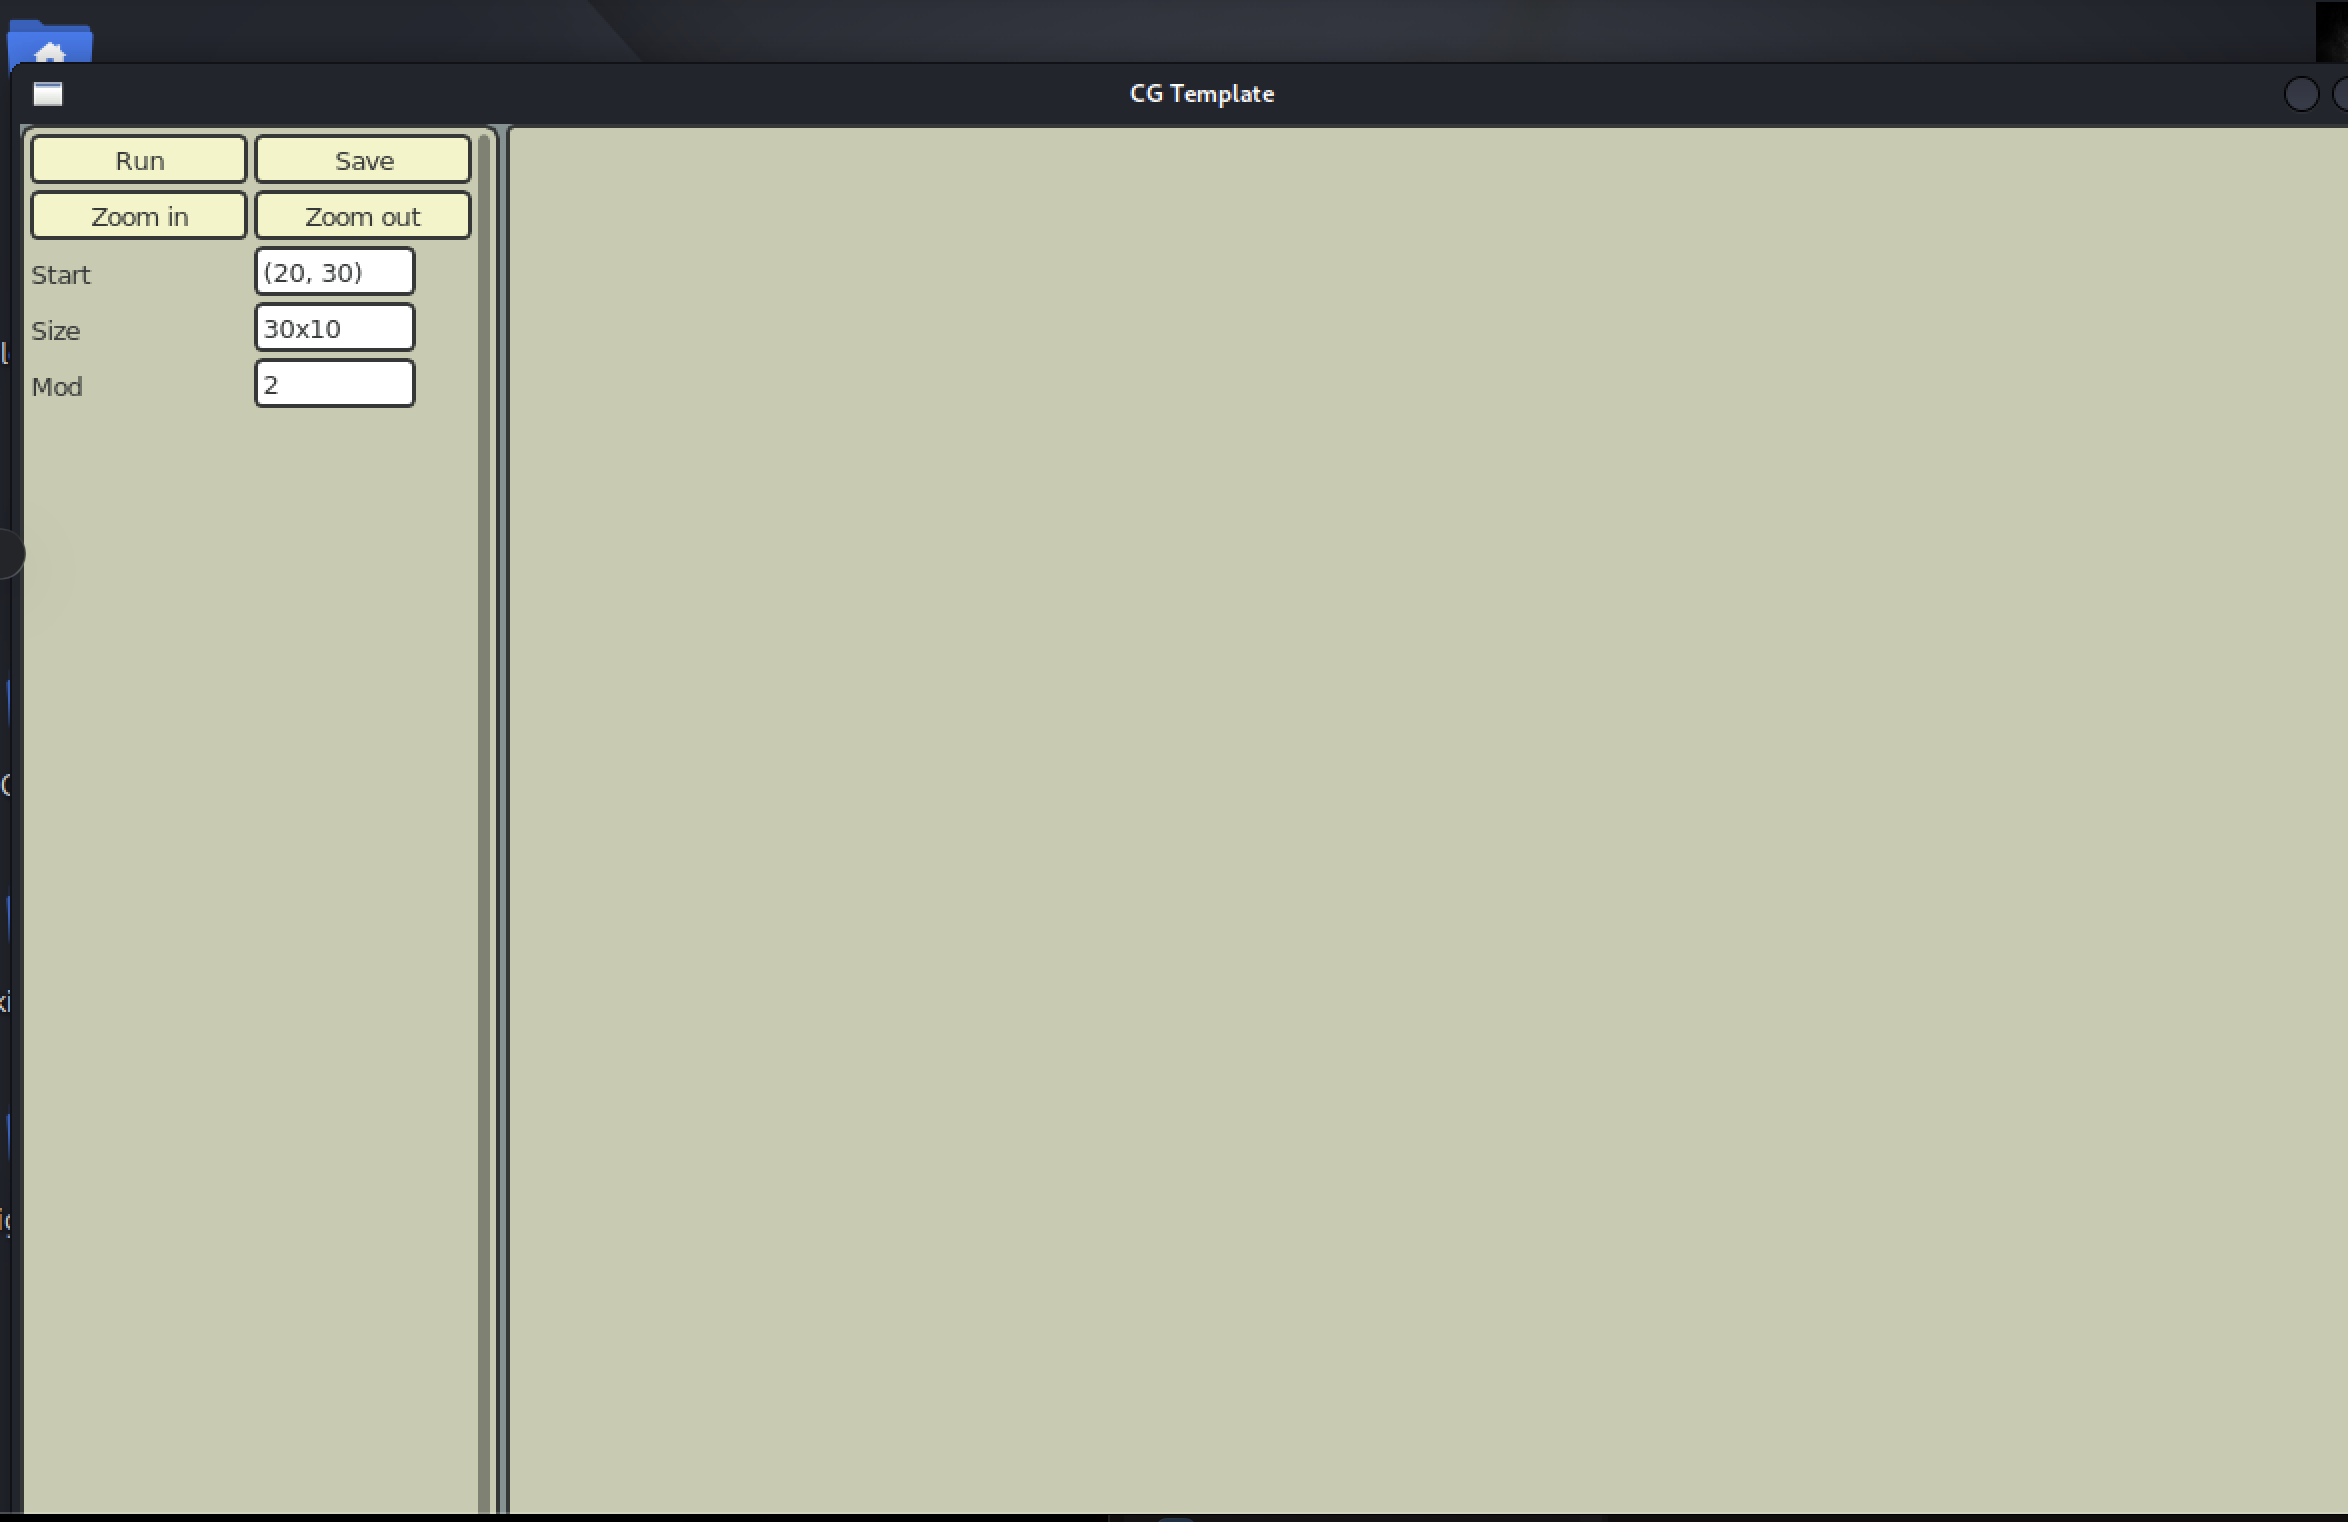 CG Template
Run Save
Zoom in Zoom out
Start (20, 30)
Size 30x10
Mod 2